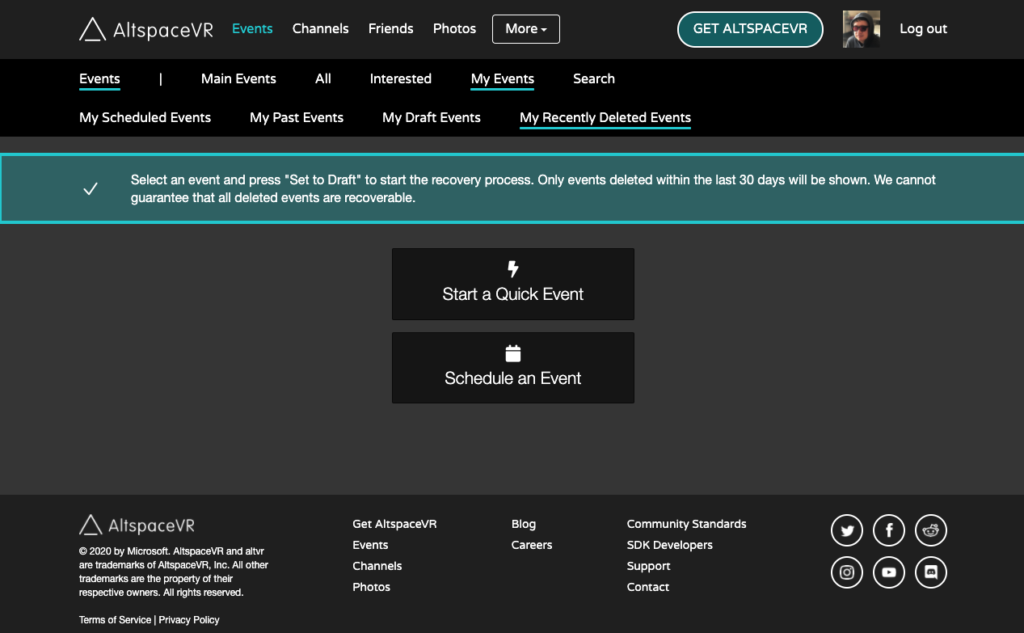 AltspaceVR Events Channels Friends Photos More GET ALTSPACEVR Log out
Events | Main Events All Interested My Events Search
My Scheduled Events My Past Events My Draft Events My Recently Deleted Events
Select an event and press "Set to Draft" to start the recovery process. Only events deleted within the last 30 days will be shown. We cannot
guarantee that all deleted events are recoverable.
Start a Quick Event
Schedule an Event
AltspaceVR
© 2020 by Microsoft. AltspaceVR and altvr
are trademarks of AltspaceVR, Inc. All other
trademarks are the property of their
respective owners. All rights reserved.
Terms of Service | Privacy Policy
Get AltspaceVR
Events
Channels
Photos
Blog
Careers
Community Standards
SDK Developers
Support
Contact